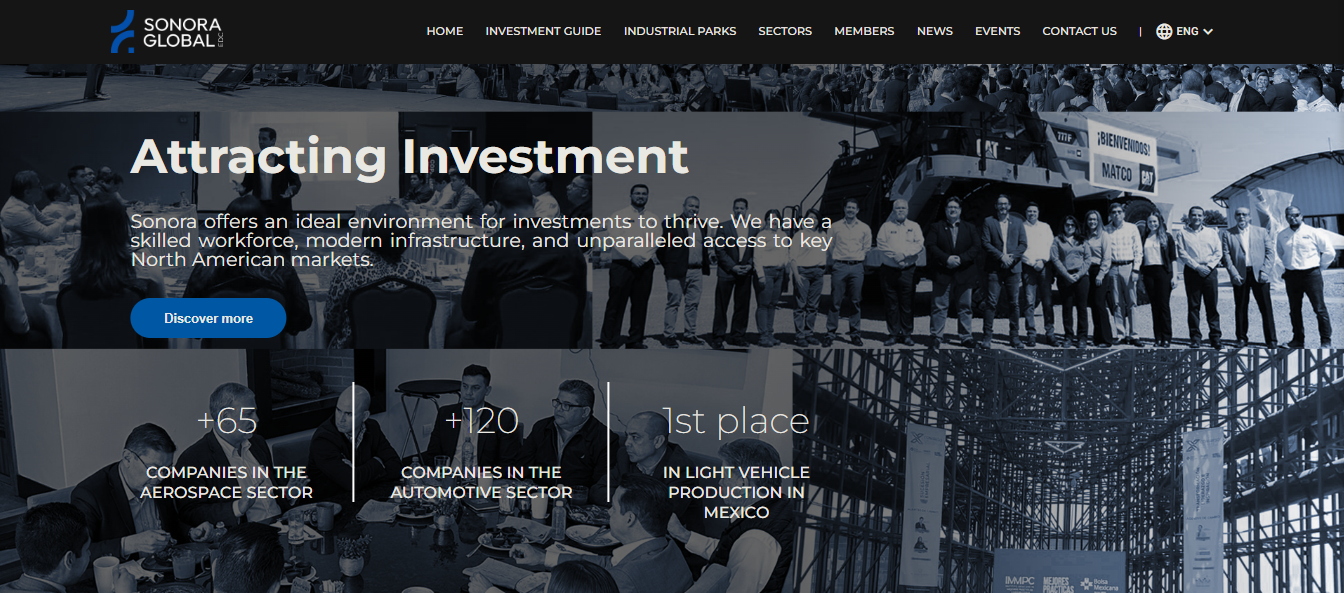 SONORA
GLOBAL EDC
HOME INVESTMENT GUIDE INDUSTRIAL PARKS SECTORS MEMBERS NEWS EVENTS CONTACT US | ENG
777F
CAT
¡BIENVENIDOS!
MATCO CAT
Attracting Investment
Sonora offers an ideal environment for investments to thrive. We have a
skilled workforce, modern infrastructure, and unparalleled access to key
North American markets.
Discover more
+65
COMPANIES IN THE
AEROSPACE SECTOR
+120
COMPANIES IN THE
AUTOMOTIVE SECTOR
1st place
IN LIGHT VEHICLE
PRODUCTION IN
MEXICO
IMMPC
MEJORES
PRÁCTICAS
Bolsa
Mexicana